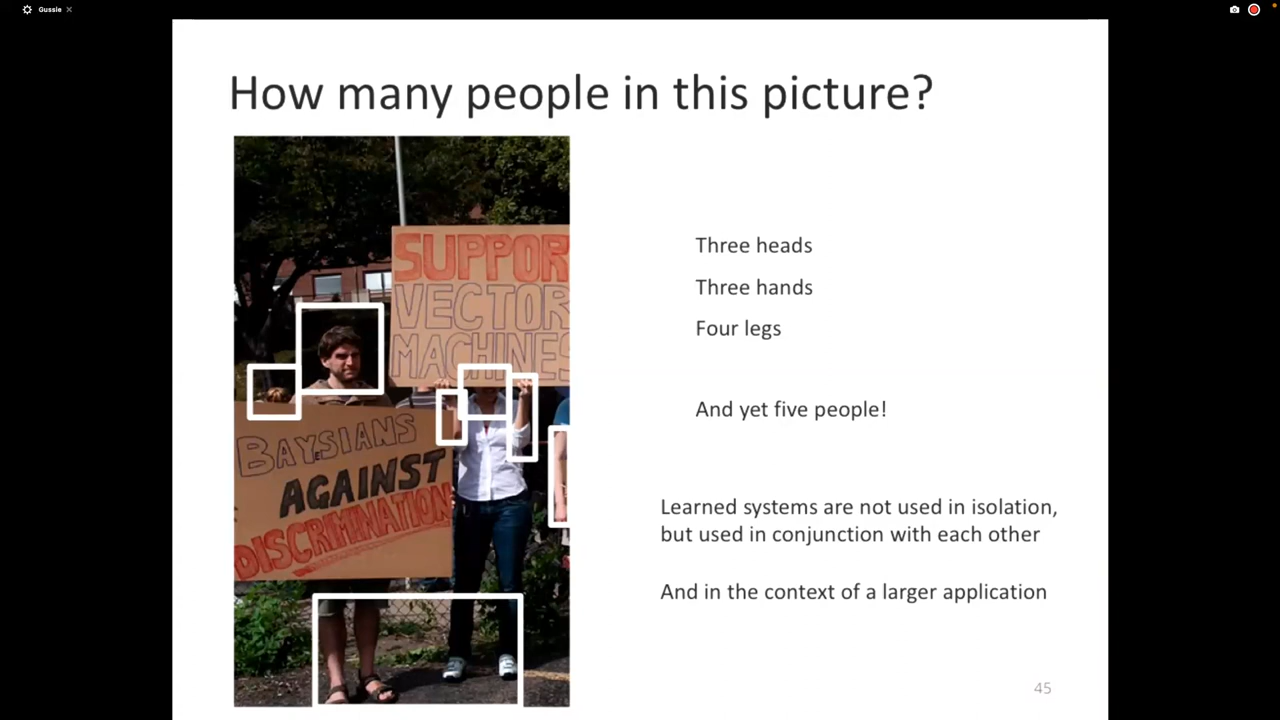 Gussie
How many people in this picture?
SUPPOR
VECTOR
MACHINES
BAYSIANS
E
AGAINST
DISCRIMINATION
Three heads
Three hands
Four legs
And yet five people!
Learned systems are not used in isolation,
but used in conjunction with each other
And in the context of a larger application
45